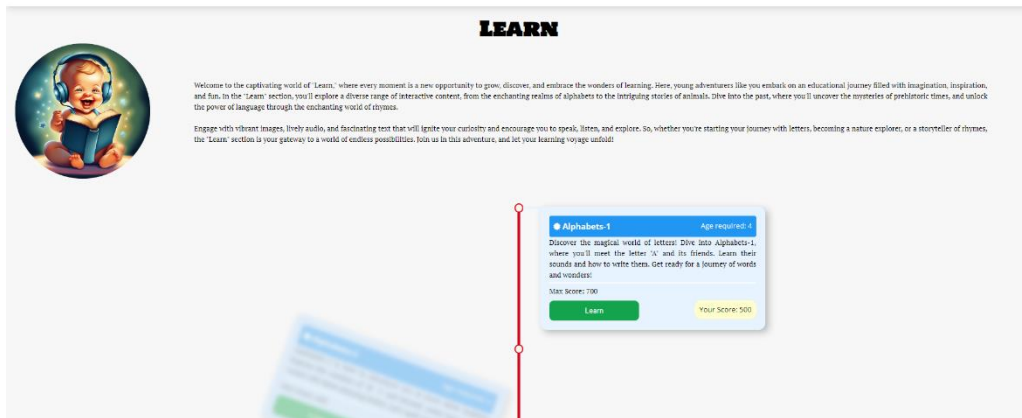 LEARN
Welcome to the captivating world of "Learn," where every moment is a new opportunity to grow, discover, and embrace the wonders of learning. Here, young adventurers like you embark on an educational journey filled with imagination, inspiration,
and fun. In the "Learn" section, you'll explore a diverse range of interactive content, from the enchanting realms of alphabets to the intriguing stories of animals. Dive into the past, where you'll uncover the mysteries of prehistoric times, and unlock
the power of language through the enchanting world of rhymes.
Engage with vibrant images, lively audio, and fascinating text that will ignite your curiosity and encourage you to speak, listen, and explore. So, whether you're starting your journey with letters, becoming a nature explorer, or a storyteller of rhymes,
the "Learn" section is your gateway to a world of endless possibilities. Join us in this adventure, and let your learning voyage unfold!
Alphabets-1 Age required: 4
Discover the magical world of letters! Dive into Alphabets-1,
where you'll meet the letter 'A' and its friends. Learn their
sounds and how to write them. Get ready for a journey of words
and wonders!
Max Score: 700
Learn Your Score: 500